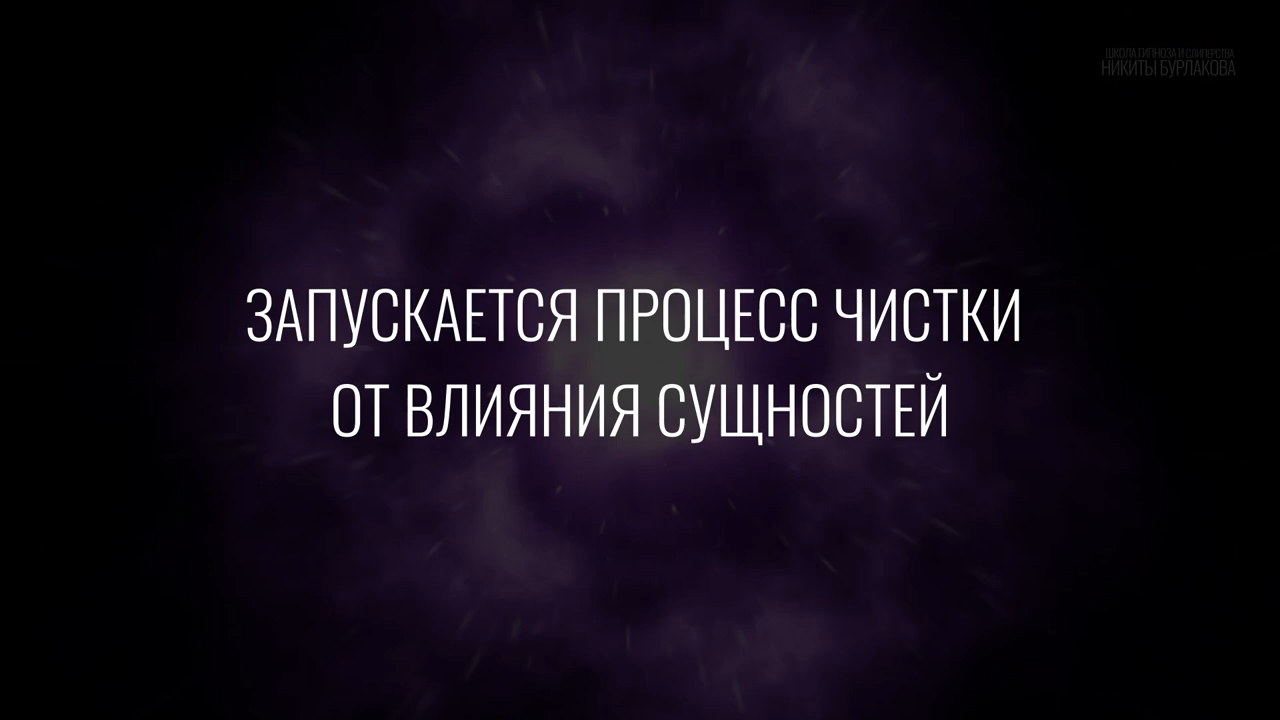 ШКОЛА ГИПНОЗА И СЛИПЕРСТВА
НИКИТЫ БУРЛАКОВА
ЗАПУСКАЕТСЯ ПРОЦЕСС ЧИСТКИ
ОТ ВЛИЯНИЯ СУЩНОСТЕЙ